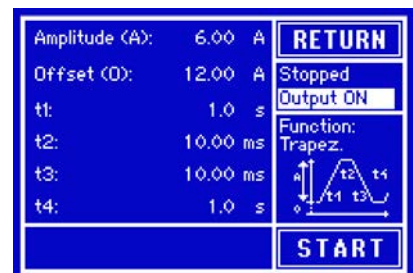 Amplitude (A): 6.00 A
RETURN
Offset (O): 12.00 A
Stopped
t1: 1.0 s
Output ON
t2: 10.00 ms
Function:
Trapez.
t3: 10.00 ms
t4: 1.0 s
A t2 t4
t1 t3
0
START